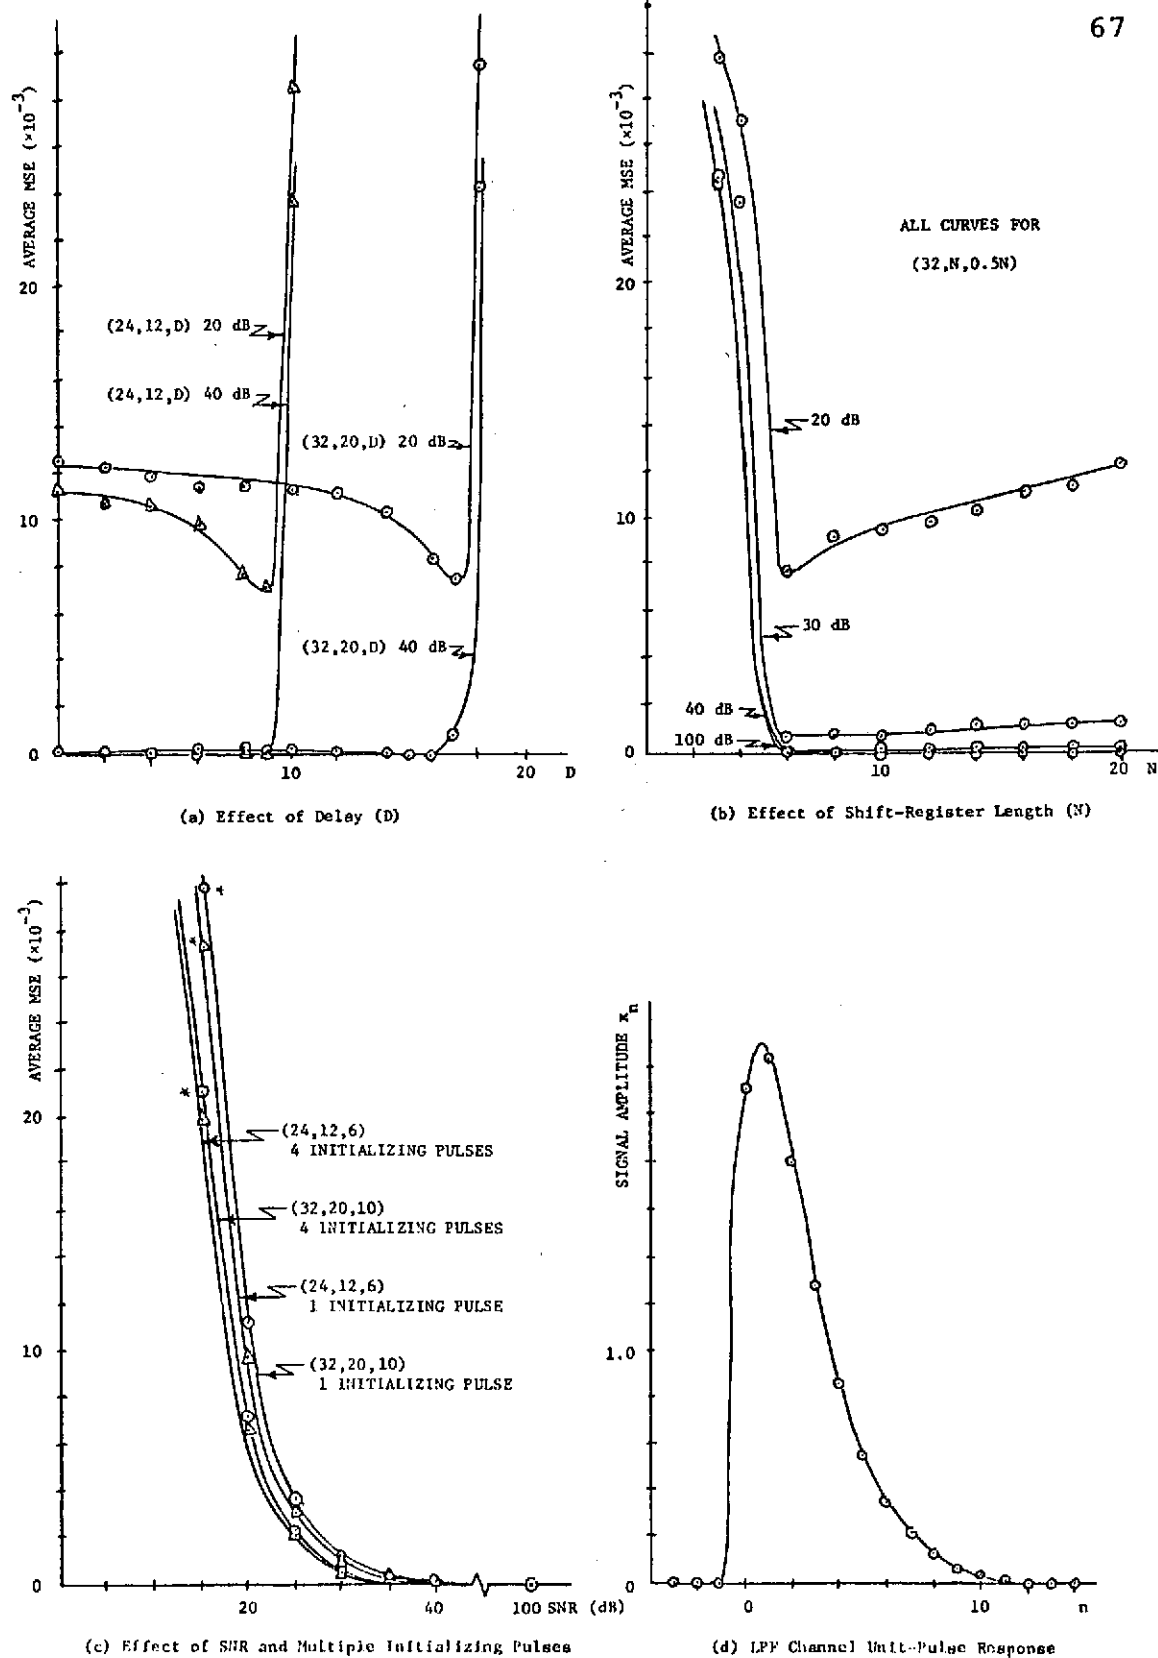 67
AVERAGE MSE (×10⁻³)
20
10
0
(24,12,D) 20 dB
(24,12,D) 40 dB
(32,20,D) 20 dB
(32,20,D) 40 dB
10
20
D
(a) Effect of Delay (D)
AVERAGE MSE (×10⁻³)
20
10
0
ALL CURVES FOR
(32,N,0.5N)
20 dB
30 dB
40 dB
100 dB
10
20
N
(b) Effect of Shift-Register Length (N)
AVERAGE MSE (×10⁻³)
20
10
0
*
*
*
(24,12,6)
4 INITIALIZING PULSES
(32,20,10)
4 INITIALIZING PULSES
(24,12,6)
1 INITIALIZING PULSE
(32,20,10)
1 INITIALIZING PULSE
20
40
100 SNR (dB)
(c) Effect of SNR and Multiple Initializing Pulses
SIGNAL AMPLITUDE xₙ
1.0
0
0
10
n
(d) LPF Channel Unit-Pulse Response